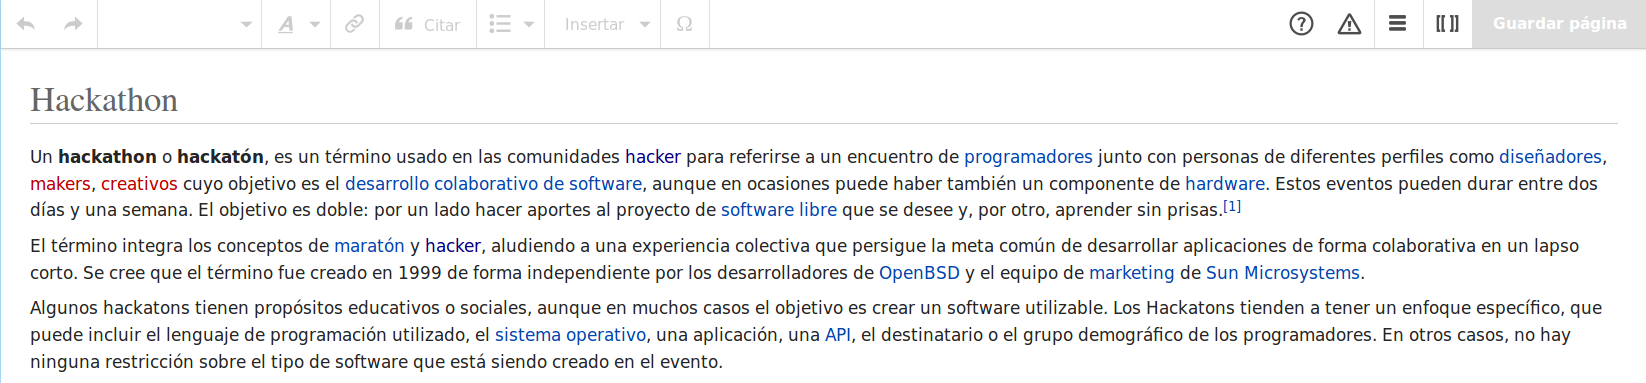 Citar Insertar Ω Guardar página
Hackathon
Un hackathon o hackatón, es un término usado en las comunidades hacker para referirse a un encuentro de programadores junto con personas de diferentes perfiles como diseñadores,
makers, creativos cuyo objetivo es el desarrollo colaborativo de software, aunque en ocasiones puede haber también un componente de hardware. Estos eventos pueden durar entre dos
días y una semana. El objetivo es doble: por un lado hacer aportes al proyecto de software libre que se desee y, por otro, aprender sin prisas.[1]
El término integra los conceptos de maratón y hacker, aludiendo a una experiencia colectiva que persigue la meta común de desarrollar aplicaciones de forma colaborativa en un lapso
corto. Se cree que el término fue creado en 1999 de forma independiente por los desarrolladores de OpenBSD y el equipo de marketing de Sun Microsystems.
Algunos hackatons tienen propósitos educativos o sociales, aunque en muchos casos el objetivo es crear un software utilizable. Los Hackatons tienden a tener un enfoque específico, que
puede incluir el lenguaje de programación utilizado, el sistema operativo, una aplicación, una API, el destinatario o el grupo demográfico de los programadores. En otros casos, no hay
ninguna restricción sobre el tipo de software que está siendo creado en el evento.